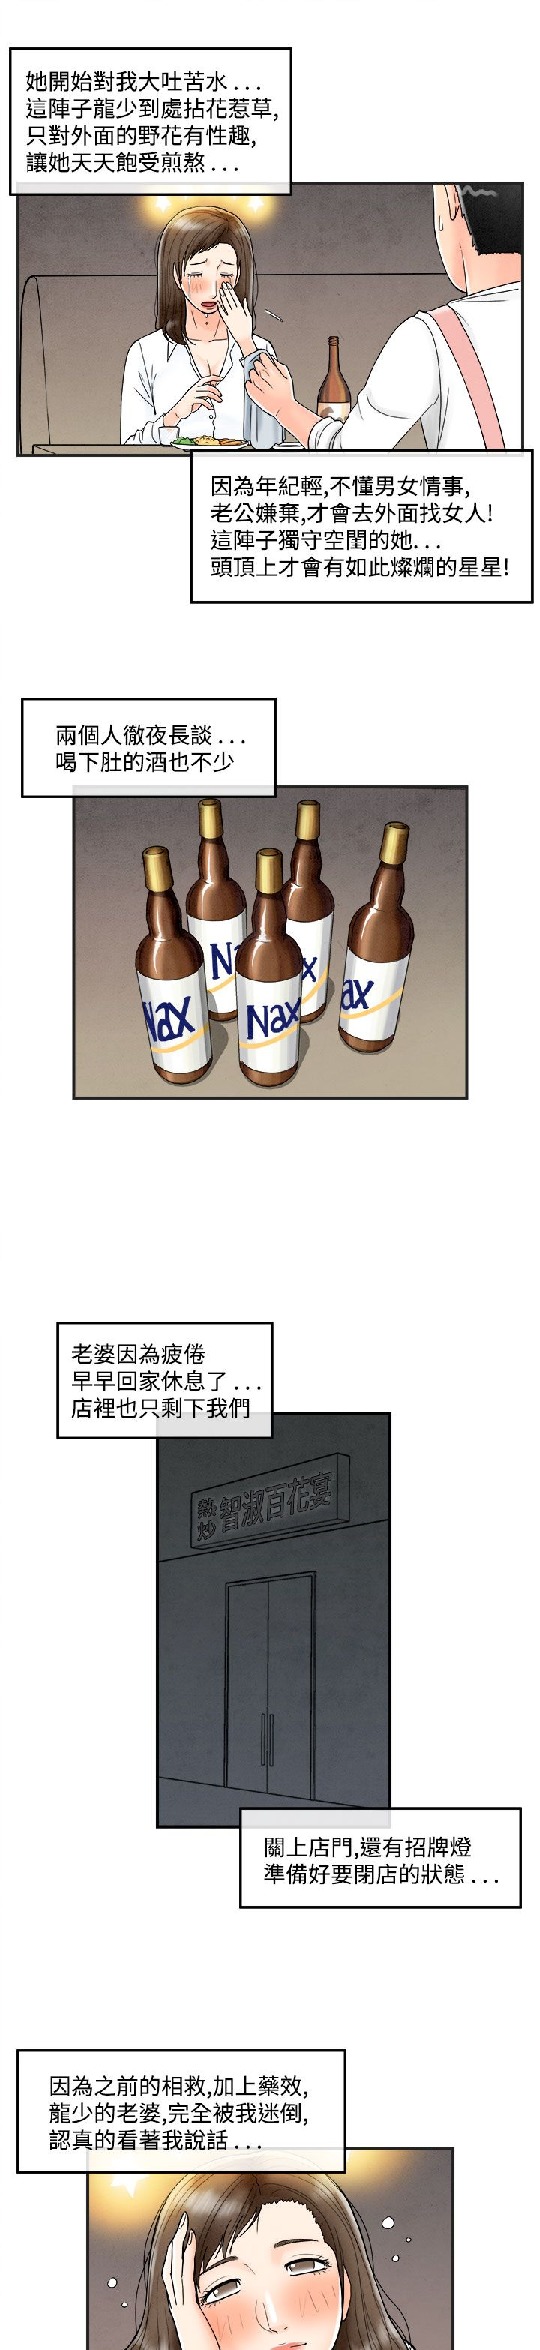 她開始對我大吐苦水...
這陣子龍少到處拈花惹草,
只對外面的野花有性趣,
讓她天天飽受煎熬...
因為年紀輕,不懂男女情事,
老公嫌棄,才會去外面找女人!
這陣子獨守空閨的她...
頭頂上才會有如此燦爛的星星!
兩個人徹夜長談...
喝下肚的酒也不少
Na
x
ax
Nax
Nax
老婆因為疲倦
早早回家休息了...
店裡也只剩下我們
熱炒 智淑百花宴
關上店門,還有招牌燈
準備好要閉店的狀態...
因為之前的相救,加上藥效,
龍少的老婆,完全被我迷倒,
認真的看著我說話...